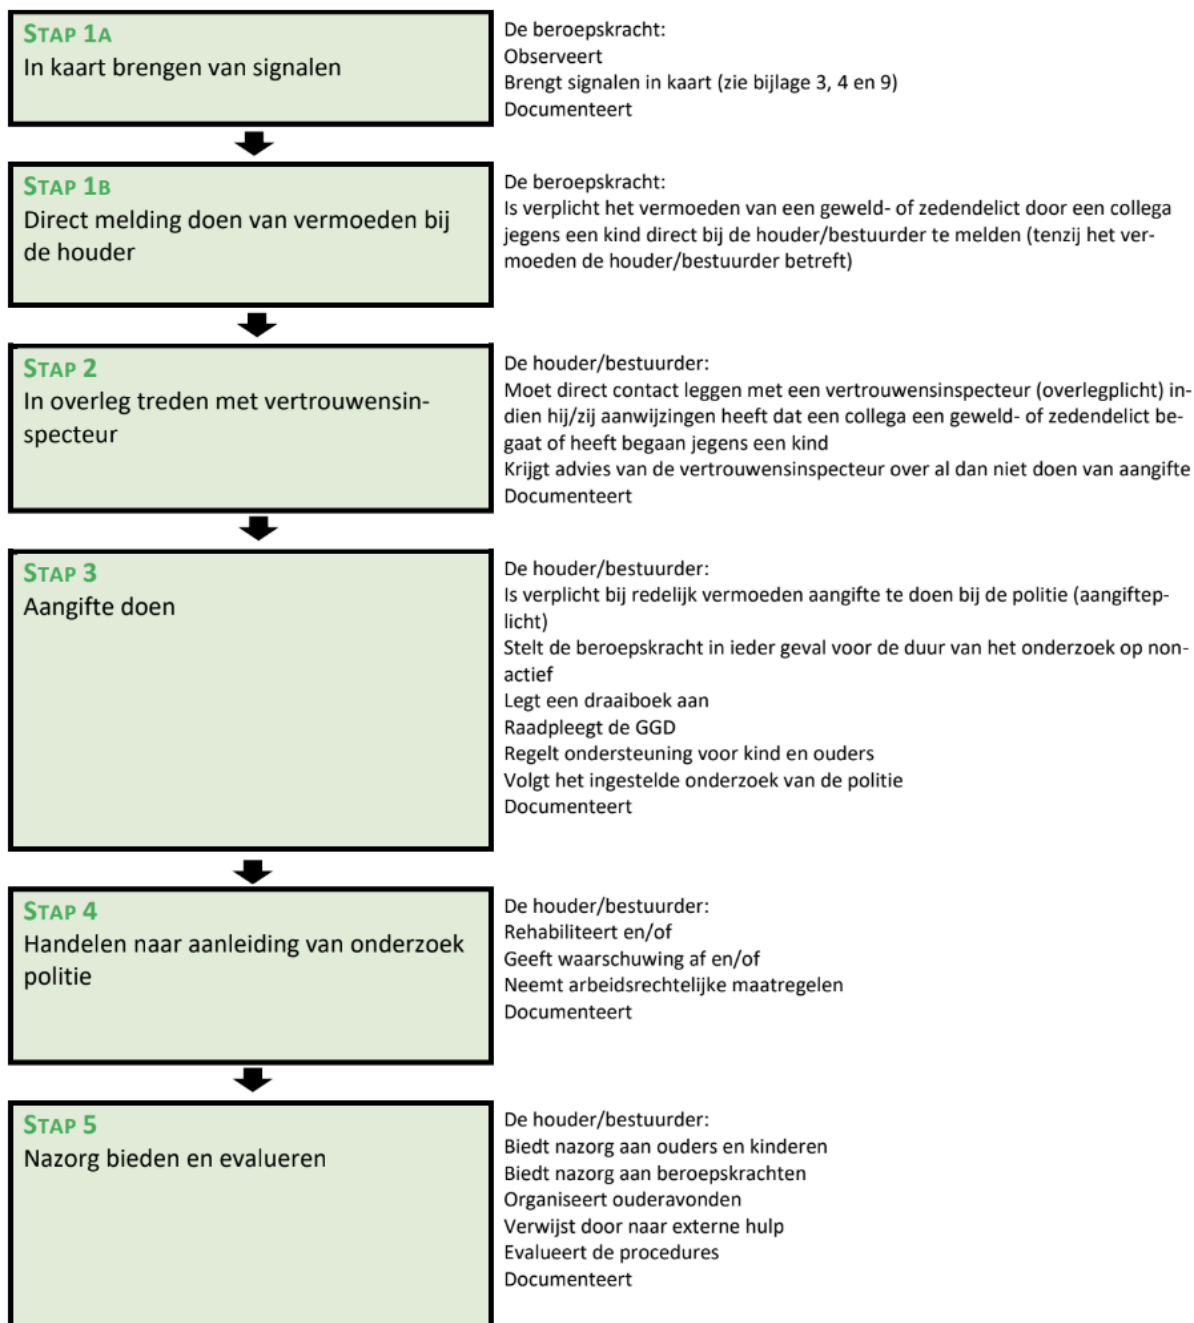 STAP 1A
In kaart brengen van signalen
De beroepskracht:
Observeert
Brengt signalen in kaart (zie bijlage 3, 4 en 9)
Documenteert
STAP 1B
Direct melding doen van vermoeden bij
de houder
De beroepskracht:
Is verplicht het vermoeden van een geweld- of zedendelict door een collega
jegens een kind direct bij de houder/bestuurder te melden (tenzij het ver-
moeden de houder/bestuurder betreft)
STAP 2
In overleg treden met vertrouwensin-
specteur
De houder/bestuurder:
Moet direct contact leggen met een vertrouwensinspecteur (overlegplicht) in-
dien hij/zij aanwijzingen heeft dat een collega een geweld- of zedendelict be-
gaat of heeft begaan jegens een kind
Krijgt advies van de vertrouwensinspecteur over al dan niet doen van aangifte
Documenteert
STAP 3
Aangifte doen
De houder/bestuurder:
Is verplicht bij redelijk vermoeden aangifte te doen bij de politie (aangiftep-
licht)
Stelt de beroepskracht in ieder geval voor de duur van het onderzoek op non-
actief
Legt een draaiboek aan
Raadpleegt de GGD
Regelt ondersteuning voor kind en ouders
Volgt het ingestelde onderzoek van de politie
Documenteert
STAP 4
Handelen naar aanleiding van onderzoek
politie
De houder/bestuurder:
Rehabiliteert en/of
Geeft waarschuwing af en/of
Neemt arbeidsrechtelijke maatregelen
Documenteert
STAP 5
Nazorg bieden en evalueren
De houder/bestuurder:
Biedt nazorg aan ouders en kinderen
Biedt nazorg aan beroepskrachten
Organiseert ouderavonden
Verwijst door naar externe hulp
Evalueert de procedures
Documenteert